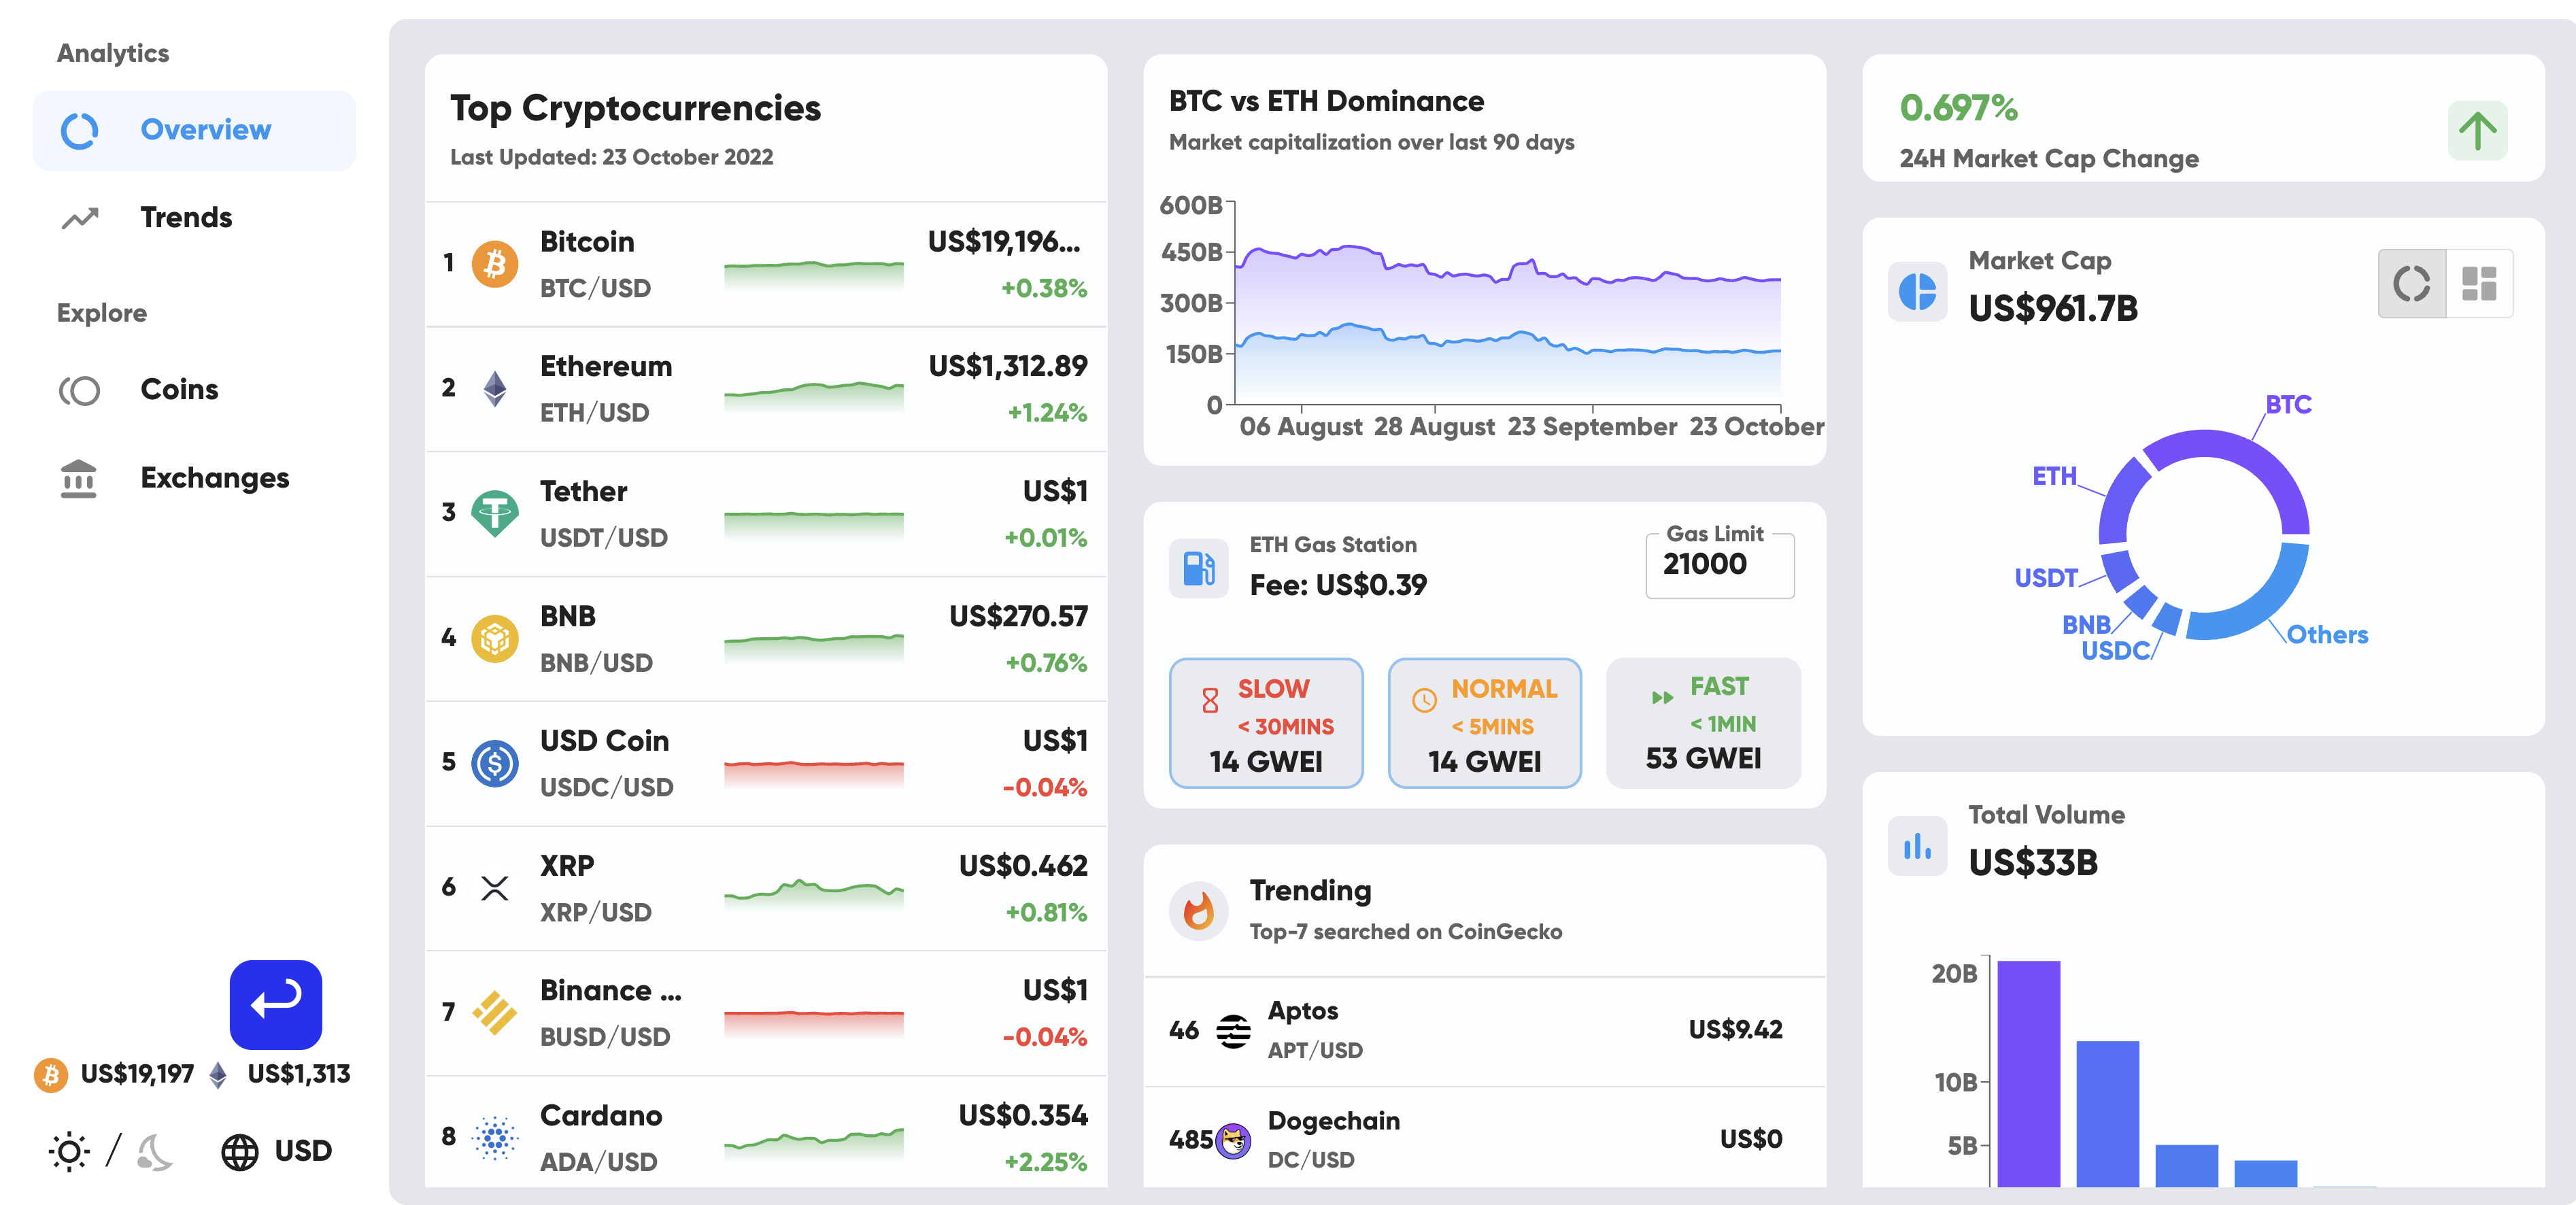 Analytics
Overview
Trends
Explore
Coins
Exchanges
US$19,197
US$1,313
/
USD
Top Cryptocurrencies
Last Updated: 23 October 2022
1
Bitcoin
BTC/USD
US$19,196...
+0.38%
2
Ethereum
ETH/USD
US$1,312.89
+1.24%
3
Tether
USDT/USD
US$1
+0.01%
4
BNB
BNB/USD
US$270.57
+0.76%
5
USD Coin
USDC/USD
US$1
-0.04%
6
XRP
XRP/USD
US$0.462
+0.81%
7
Binance ...
BUSD/USD
US$1
-0.04%
8
Cardano
ADA/USD
US$0.354
+2.25%
BTC vs ETH Dominance
Market capitalization over last 90 days
600B
450B
300B
150B
0
06 August 28 August 23 September 23 October
ETH Gas Station
Fee: US$0.39
Gas Limit
21000
SLOW
< 30MINS
14 GWEI
NORMAL
< 5MINS
14 GWEI
FAST
< 1MIN
53 GWEI
Trending
Top-7 searched on CoinGecko
46
Aptos
APT/USD
US$9.42
485
Dogechain
DC/USD
US$0
0.697%
24H Market Cap Change
Market Cap
US$961.7B
BTC
ETH
USDT
BNB
USDC
Others
Total Volume
US$33B
20B
10B
5B